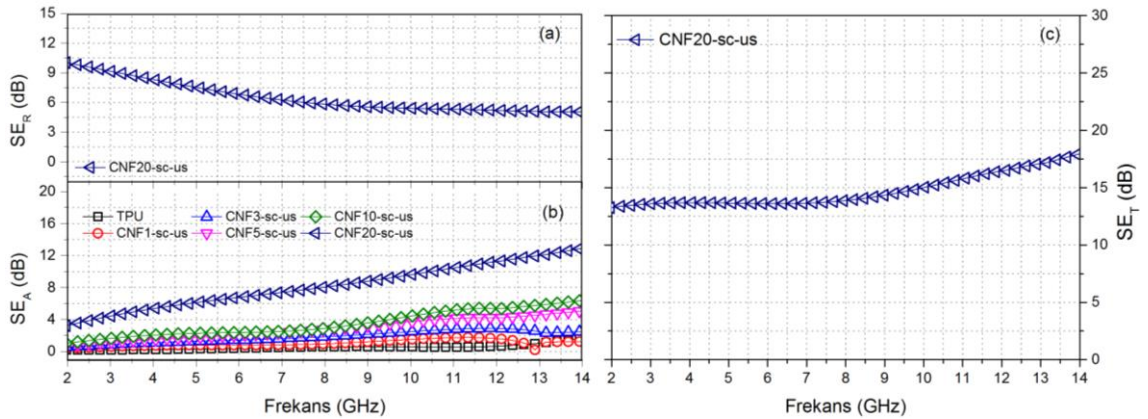 15
12
9
6
3
0
SE_R (dB)
(a)
CNF20-sc-us
20
16
12
8
4
0
SE_A (dB)
(b)
TPU CNF3-sc-us CNF10-sc-us
CNF1-sc-us CNF5-sc-us CNF20-sc-us
2 3 4 5 6 7 8 9 10 11 12 13 14
Frekans (GHz)
CNF20-sc-us
(c)
30
25
20
15
10
5
0
SE_T (dB)
2 3 4 5 6 7 8 9 10 11 12 13 14
Frekans (GHz)